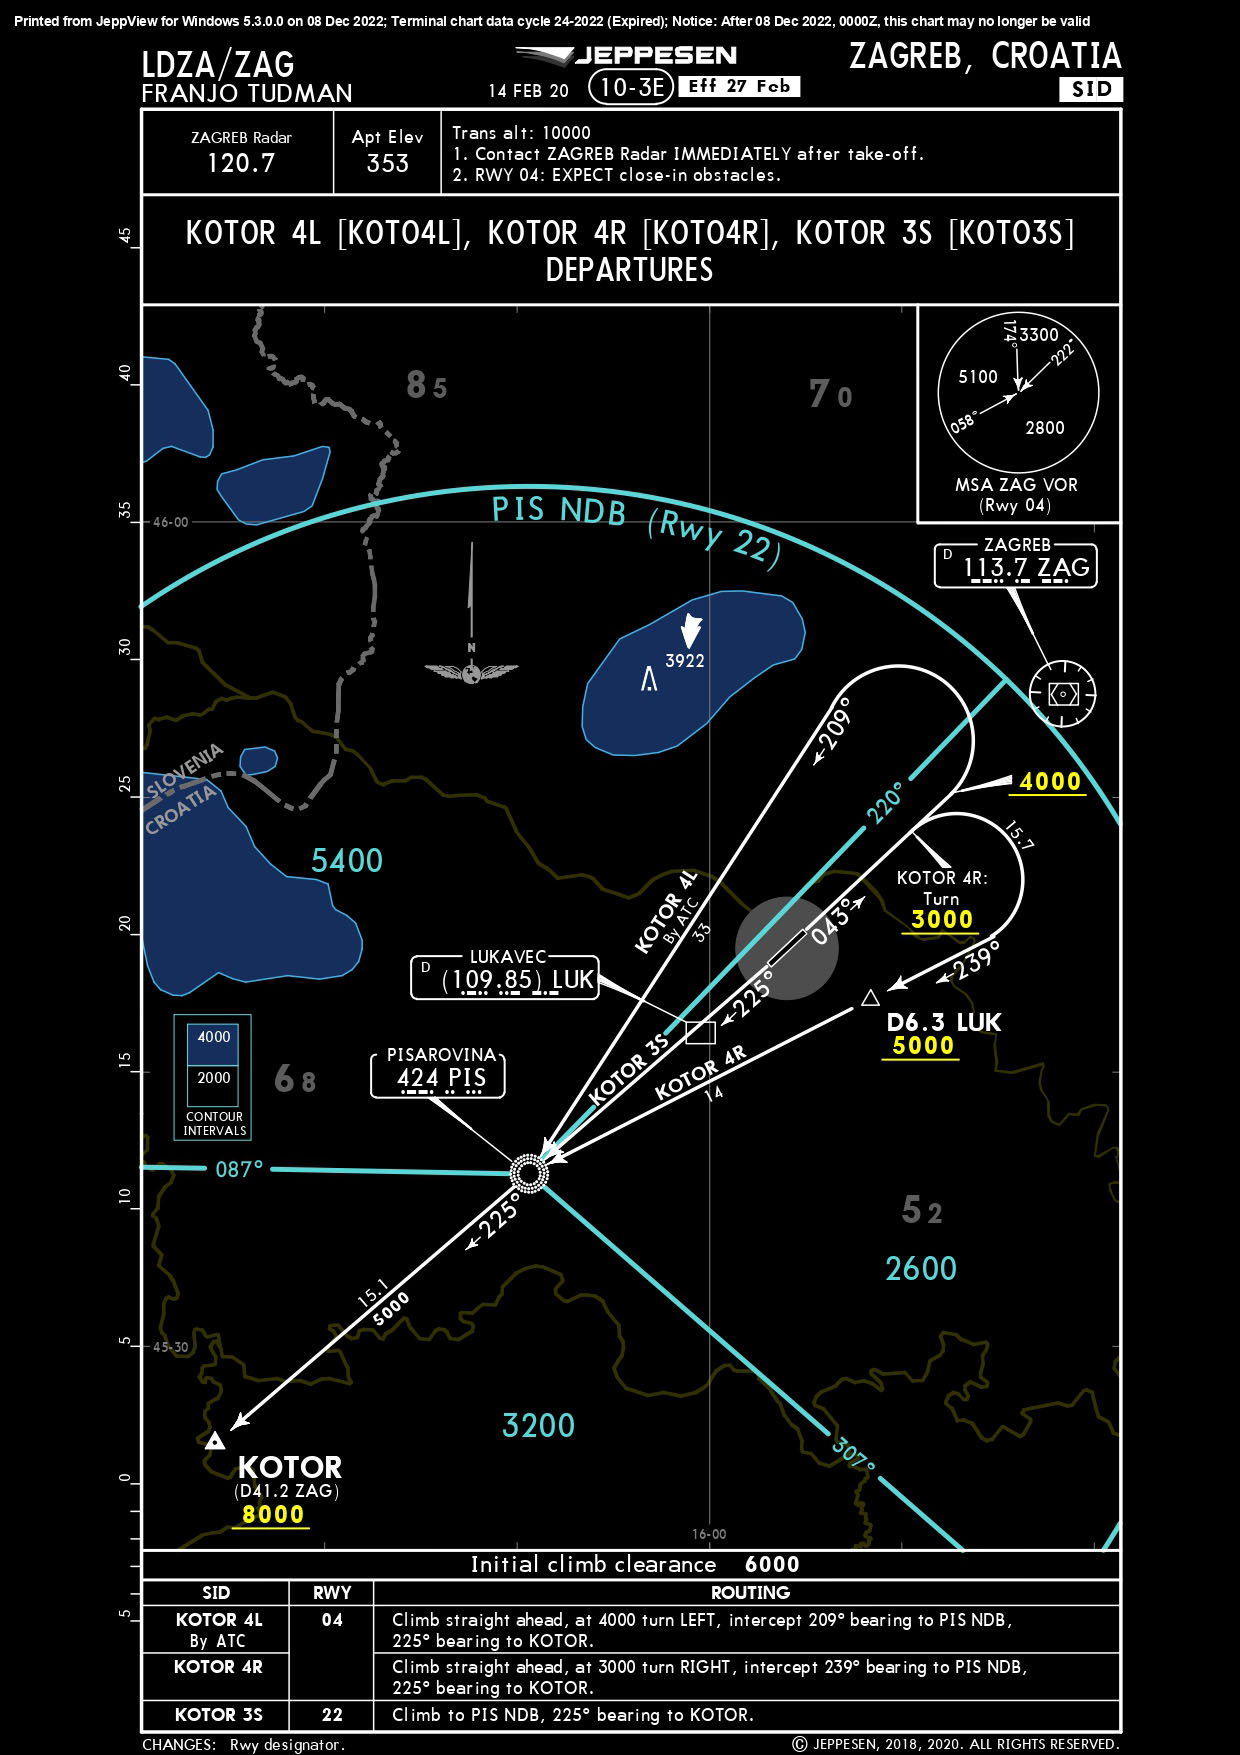 Printed from JeppView for Windows 5.3.0.0 on 08 Dec 2022; Terminal chart data cycle 24-2022 (Expired); Notice: After 08 Dec 2022, 0000Z, this chart may no longer be valid
LDZA/ZAG
FRANJO TUDMAN
JEPPESEN
14 FEB 20
10-3E
Eff 27 Feb
ZAGREB, CROATIA
SID
ZAGREB Radar
120.7
Apt Elev
353
Trans alt: 10000
1. Contact ZAGREB Radar IMMEDIATELY after take-off.
2. RWY 04: EXPECT close-in obstacles.
KOTOR 4L [KOTO4L], KOTOR 4R [KOTO4R], KOTOR 3S [KOTO3S]
DEPARTURES
45
40
35
30
25
20
15
10
5
0
5
174°
3300
222°
5100
058°
2800
MSA ZAG VOR
(Rwy 04)
85
70
46-00
PIS NDB (Rwy 22)
ZAGREB
D 113.7 ZAG
N
3922
209°
4000
220°
15.7
SLOVENIA
CROATIA
5400
KOTOR 4R:
Turn
3000
KOTOR 4L
By ATC
33
043°
239°
LUKAVEC
D (109.85) LUK
225°
D6.3 LUK
5000
4000
2000
CONTOUR
INTERVALS
68
PISAROVINA
424 PIS
KOTOR 3S
KOTOR 4R
14
087°
225°
52
2600
15.1
5000
45-30
3200
307°
KOTOR
(D41.2 ZAG)
8000
16-00
Initial climb clearance 6000
SID RWY ROUTING
KOTOR 4L 04 Climb straight ahead, at 4000 turn LEFT, intercept 209° bearing to PIS NDB,
By ATC 225° bearing to KOTOR.
KOTOR 4R Climb straight ahead, at 3000 turn RIGHT, intercept 239° bearing to PIS NDB,
225° bearing to KOTOR.
KOTOR 3S 22 Climb to PIS NDB, 225° bearing to KOTOR.
CHANGES: Rwy designator.
© JEPPESEN, 2018, 2020. ALL RIGHTS RESERVED.